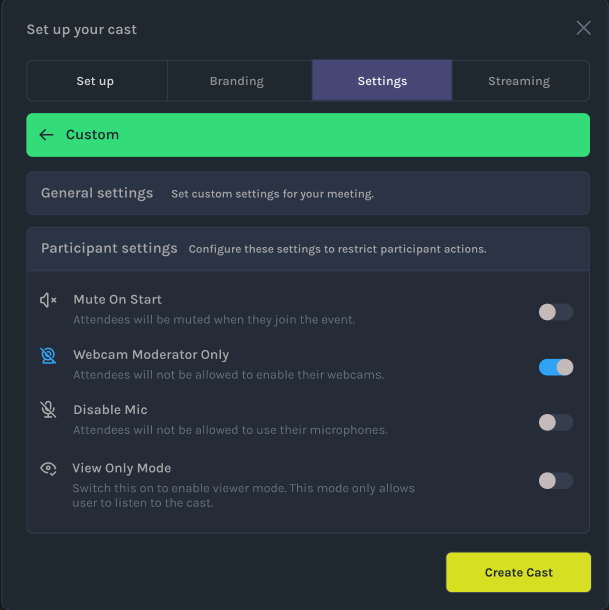 Set up your cast
Set up
Branding
Settings
Streaming
Custom
General settings Set custom settings for your meeting.
Participant settings Configure these settings to restrict participant actions.
Mute On Start
Attendees will be muted when they join the event.
Webcam Moderator Only
Attendees will not be allowed to enable their webcams.
Disable Mic
Attendees will not be allowed to use their microphones.
View Only Mode
Switch this on to enable viewer mode. This mode only allows
user to listen to the cast.
Create Cast